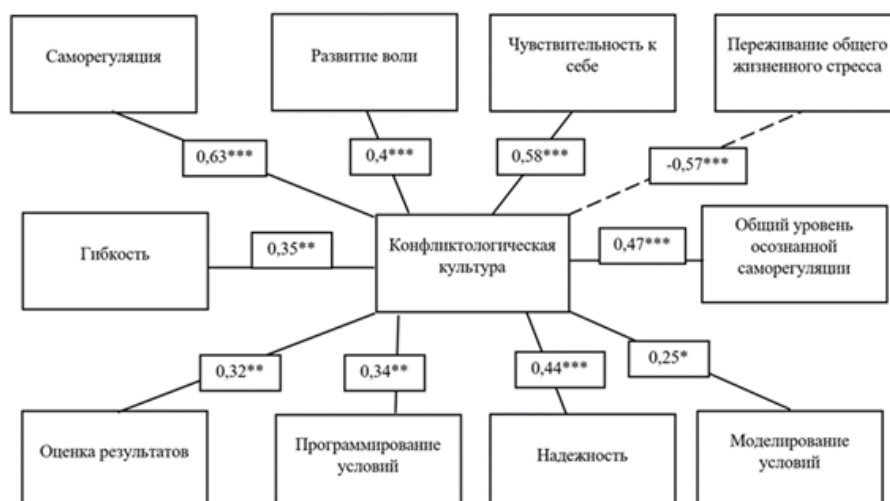 Саморегуляция
Развитие воли
Чувствительность к
себе
Переживание общего
жизненного стресса
0,63***
0,4***
0,58***
-0,57***
Гибкость
0,35**
Конфликтологическая
культура
0,47***
Общий уровень
осознанной
саморегуляции
0,32**
0,34**
0,44***
0,25*
Оценка результатов
Программирование
условий
Надежность
Моделирование
условий